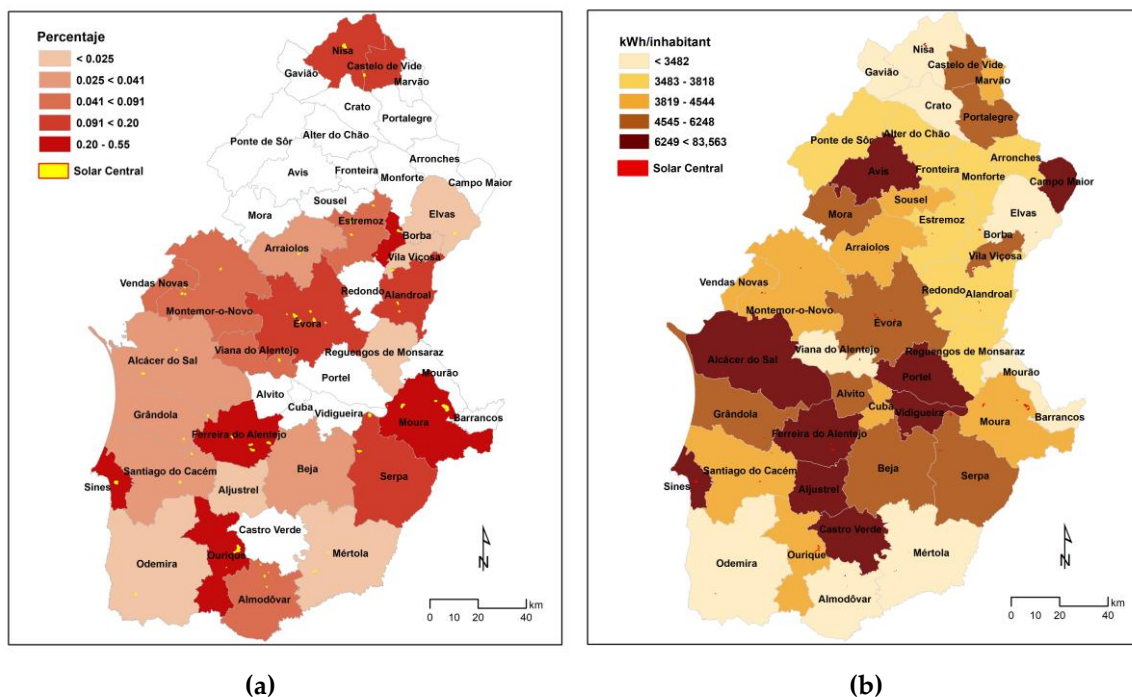 Percentaje
< 0.025
0.025 < 0.041
0.041 < 0.091
0.091 < 0.20
0.20 - 0.55
Solar Central
Nisa
Castelo de Vide
Gavião
Marvão
Crato
Portalegre
Ponte de Sôr
Alter do Chão
Arronches
Avis
Fronteira
Monforte
Campo Maior
Mora
Sousel
Elvas
Estremoz
Borba
Arraiolos
Vila Viçosa
Vendas Novas
Redondo
Alandroal
Montemor-o-Novo
Évora
Viana do Alentejo
Reguengos de Monsaraz
Alcácer do Sal
Portel
Mourão
Alvito
Cuba
Vidigueira
Barrancos
Grândola
Moura
Ferreira do Alentejo
Santiago do Cacém
Beja
Serpa
Sines
Aljustrel
Castro Verde
Ourique
Mértola
Odemira
Almodôvar
N
km
0 10 20 40
(a)
kWh/inhabitant
< 3482
3483 - 3818
3819 - 4544
4545 - 6248
6249 < 83,563
Solar Central
Nisa
Castelo de Vide
Gavião
Marvão
Crato
Portalegre
Ponte de Sôr
Alter do Chão
Arronches
Avis
Fronteira
Monforte
Campo Maior
Mora
Sousel
Elvas
Estremoz
Borba
Arraiolos
Vila Viçosa
Vendas Novas
Redondo
Alandroal
Montemor-o-Novo
Évora
Viana do Alentejo
Reguengos de Monsaraz
Alcácer do Sal
Portel
Mourão
Alvito
Cuba
Vidigueira
Barrancos
Grândola
Moura
Ferreira do Alentejo
Santiago do Cacém
Beja
Serpa
Sines
Aljustrel
Castro Verde
Ourique
Mértola
Odemira
Almodôvar
N
km
0 10 20 40
(b)